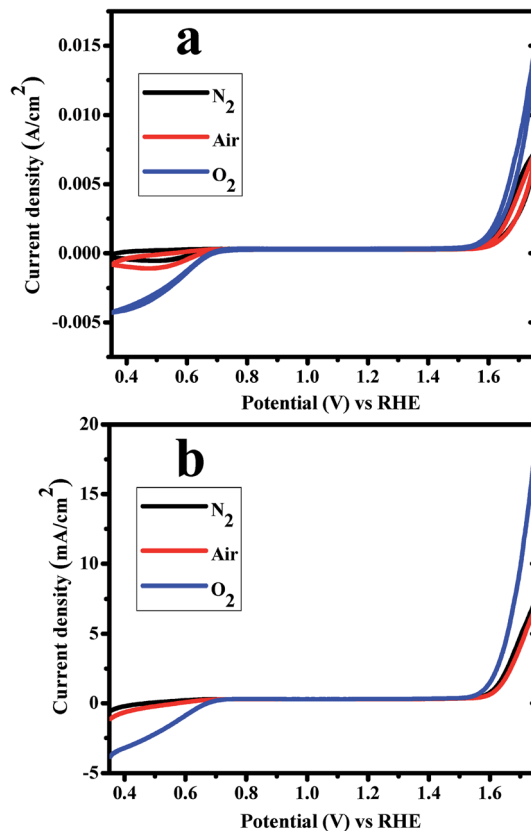 a
0.015
0.010
0.005
0.000
-0.005
Current density (A/cm²)
N₂
Air
O₂
0.4 0.6 0.8 1.0 1.2 1.4 1.6
Potential (V) vs RHE
b
20
15
10
5
0
-5
Current density (mA/cm²)
N₂
Air
O₂
0.4 0.6 0.8 1.0 1.2 1.4 1.6
Potential (V) vs RHE